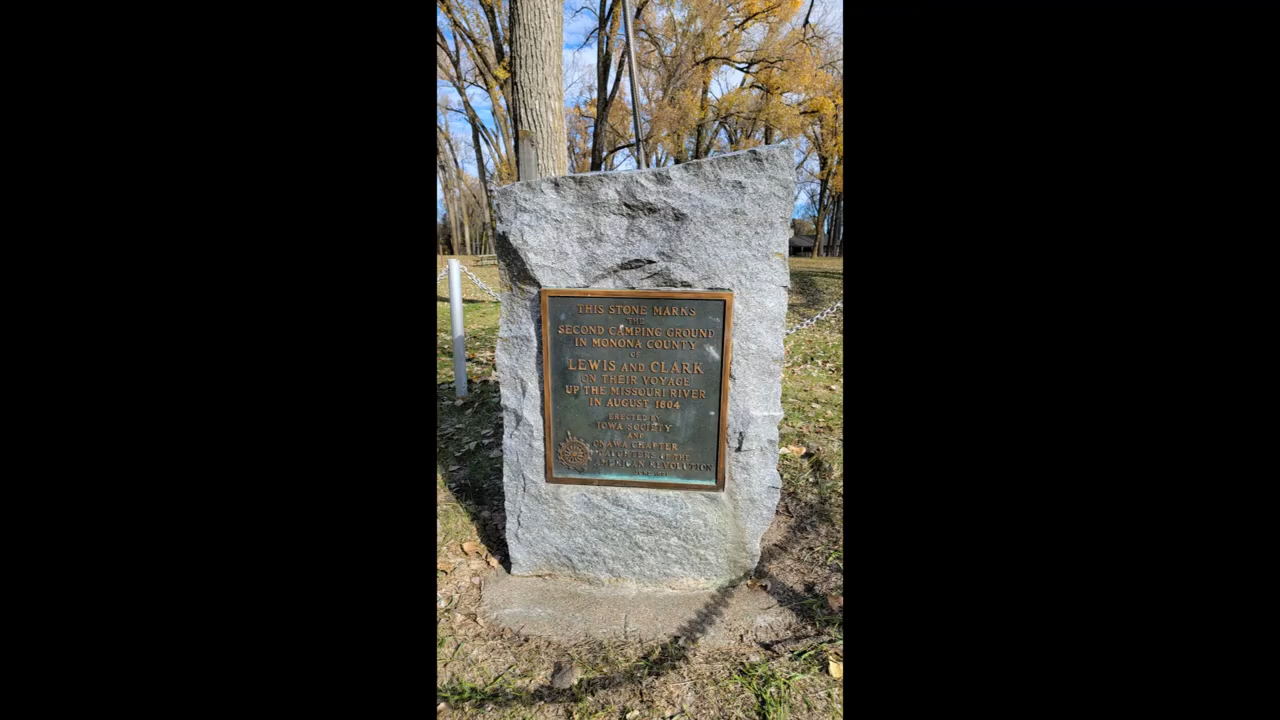 THIS STONE MARKS
THE
SECOND CAMPING GROUND
IN MONONA COUNTY
OF
LEWIS AND CLARK
ON THEIR VOYAGE
UP THE MISSOURI RIVER
IN AUGUST 1804
ERECTED BY
IOWA SOCIETY
AND
ONAWA CHAPTER
DAUGHTERS OF THE
AMERICAN REVOLUTION